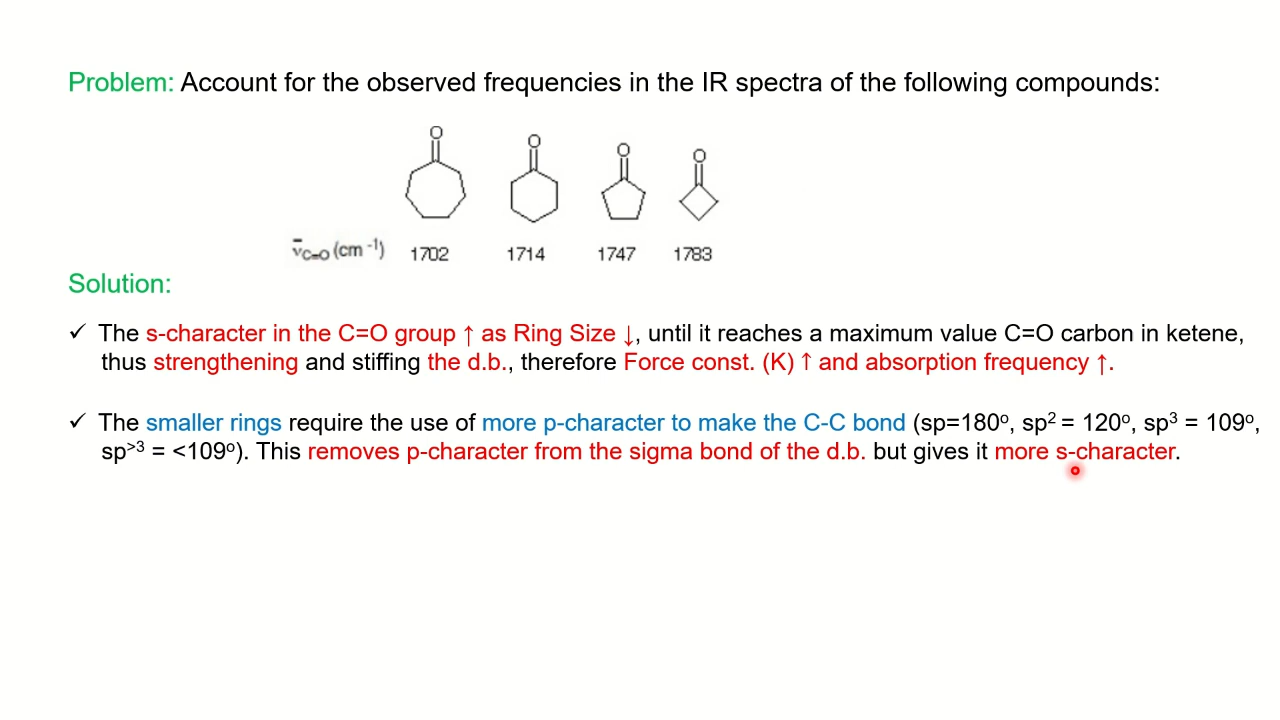 Problem: Account for the observed frequencies in the IR spectra of the following compounds:
O O O O
ν̄C=O (cm⁻¹) 1702 1714 1747 1783
Solution:
✓ The s-character in the C=O group ↑ as Ring Size ↓, until it reaches a maximum value C=O carbon in ketene,
thus strengthening and stiffing the d.b., therefore Force const. (K) ↑ and absorption frequency ↑.
✓ The smaller rings require the use of more p-character to make the C-C bond (sp=180º, sp² = 120º, sp³ = 109º,
sp^>3 = <109º). This removes p-character from the sigma bond of the d.b. but gives it more s-character.